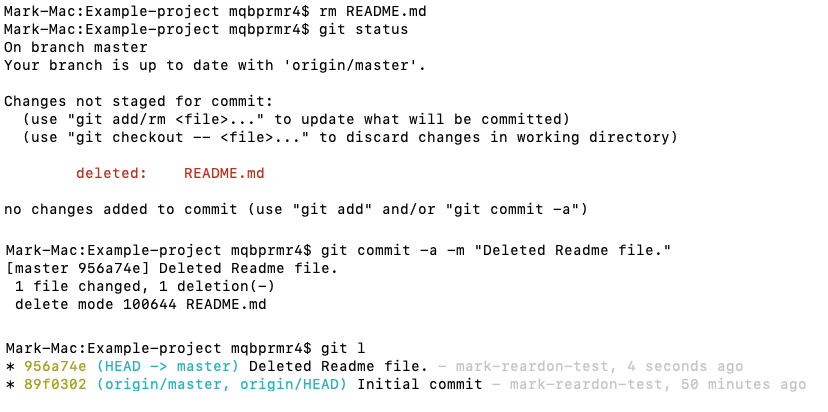 Mark-Mac:Example-project mqbprmr4$ rm README.md
Mark-Mac:Example-project mqbprmr4$ git status
On branch master
Your branch is up to date with 'origin/master'.
Changes not staged for commit:
  (use "git add/rm <file>..." to update what will be committed)
  (use "git checkout -- <file>..." to discard changes in working directory)
        deleted:    README.md
no changes added to commit (use "git add" and/or "git commit -a")
Mark-Mac:Example-project mqbprmr4$ git commit -a -m "Deleted Readme file."
[master 956a74e] Deleted Readme file.
 1 file changed, 1 deletion(-)
 delete mode 100644 README.md
Mark-Mac:Example-project mqbprmr4$ git l
* 956a74e (HEAD -> master) Deleted Readme file. - mark-reardon-test, 4 seconds ago
* 89f0302 (origin/master, origin/HEAD) Initial commit - mark-reardon-test, 50 minutes ago